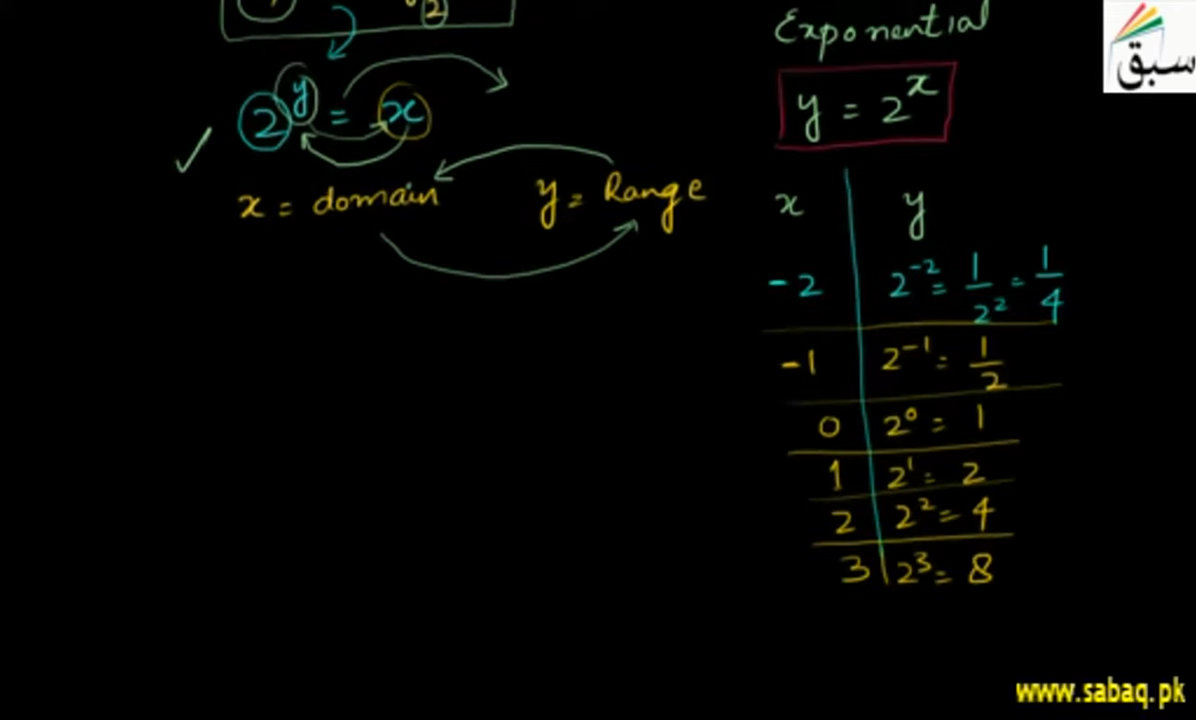 2
2^y = x
x = domain
y = Range
Exponential
y = 2^x
x y
-2 2^-2 = 1/2^2 = 1/4
-1 2^-1 = 1/2
0 2^0 = 1
1 2^1 = 2
2 2^2 = 4
3 2^3 = 8
سبق
www.sabaq.pk